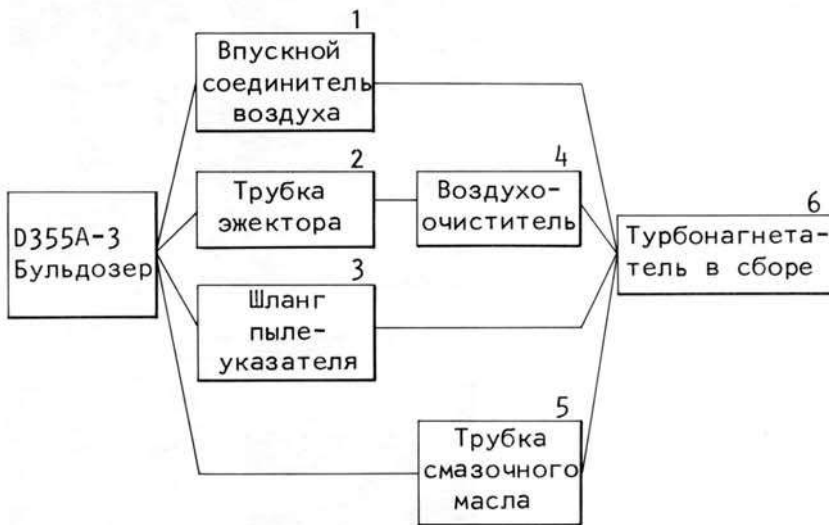 1
Впускной
соединитель
воздуха
2
Трубка
эжектора
4
Воздухо-
очиститель
6
Турбонагнета-
тель в сборе
D355A-3
Бульдозер
3
Шланг
пыле-
указателя
5
Трубка
смазочного
масла